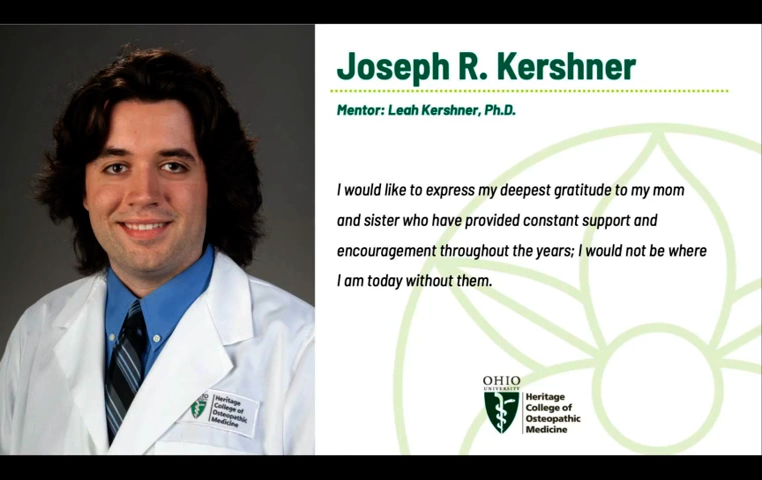 Joseph R. Kershner
Mentor: Leah Kershner, Ph.D.
I would like to express my deepest gratitude to my mom
and sister who have provided constant support and
encouragement throughout the years; I would not be where
I am today without them.
Heritage
College of
Osteopathic
Medicine
OHIO
UNIVERSITY
Heritage
College of
Osteopathic
Medicine